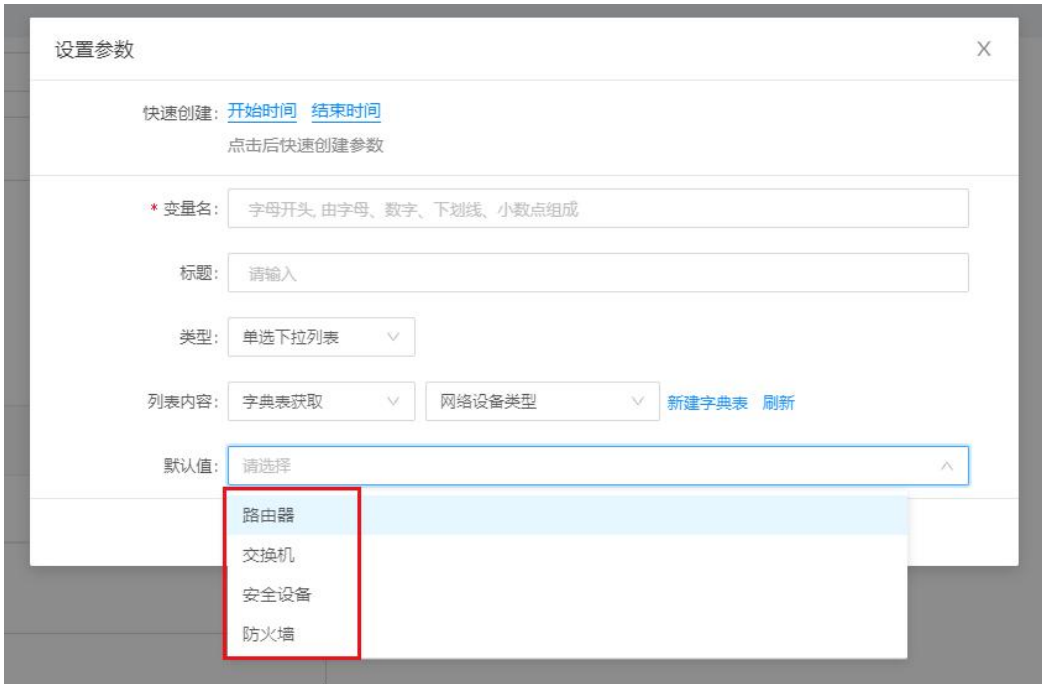 设置参数 X
快速创建: 开始时间 结束时间
点击后快速创建参数
* 变量名: 字母开头, 由字母、数字、下划线、小数点组成
标题: 请输入
类型: 单选下拉列表
列表内容: 字典表获取 网络设备类型 新建字典表 刷新
默认值: 请选择
路由器
交换机
安全设备
防火墙